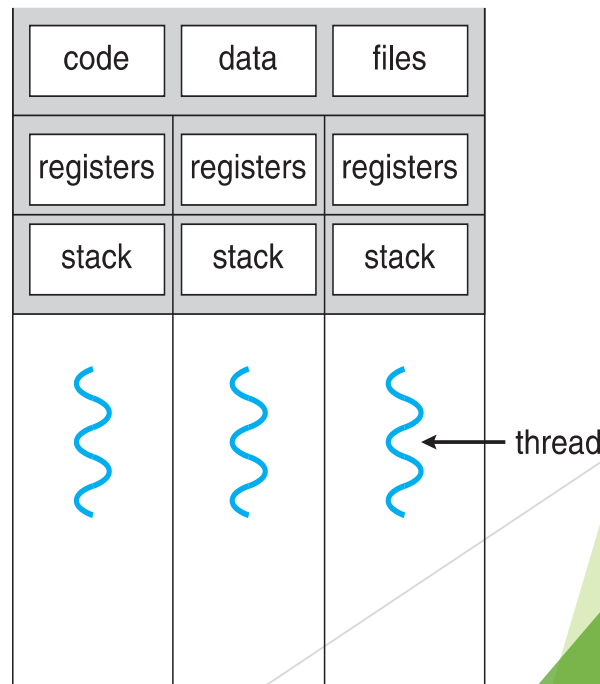 code data files
registers registers registers
stack stack stack
thread